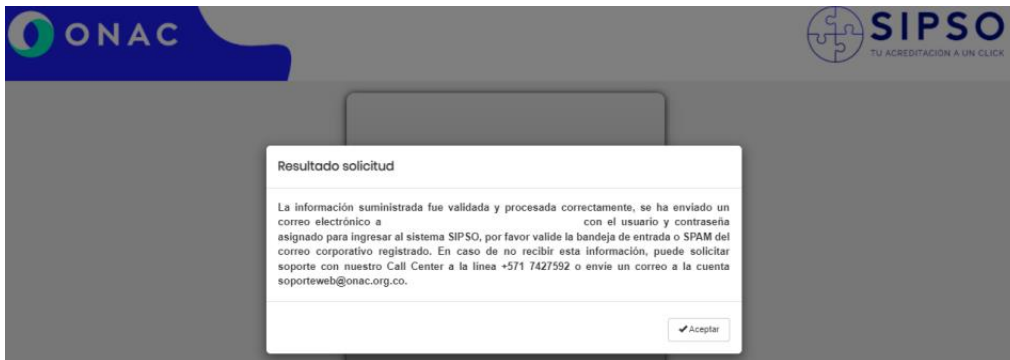 ONAC
SIPSO
TU ACREDITACIÓN A UN CLICK
Resultado solicitud
La información suministrada fue validada y procesada correctamente, se ha enviado un
correo electrónico a con el usuario y contraseña
asignado para ingresar al sistema SIPSO, por favor valide la bandeja de entrada o SPAM del
correo corporativo registrado. En caso de no recibir esta información, puede solicitar
soporte con nuestro Call Center a la línea +571 7427592 o envíe un correo a la cuenta
soporteweb@onac.org.co.
Aceptar